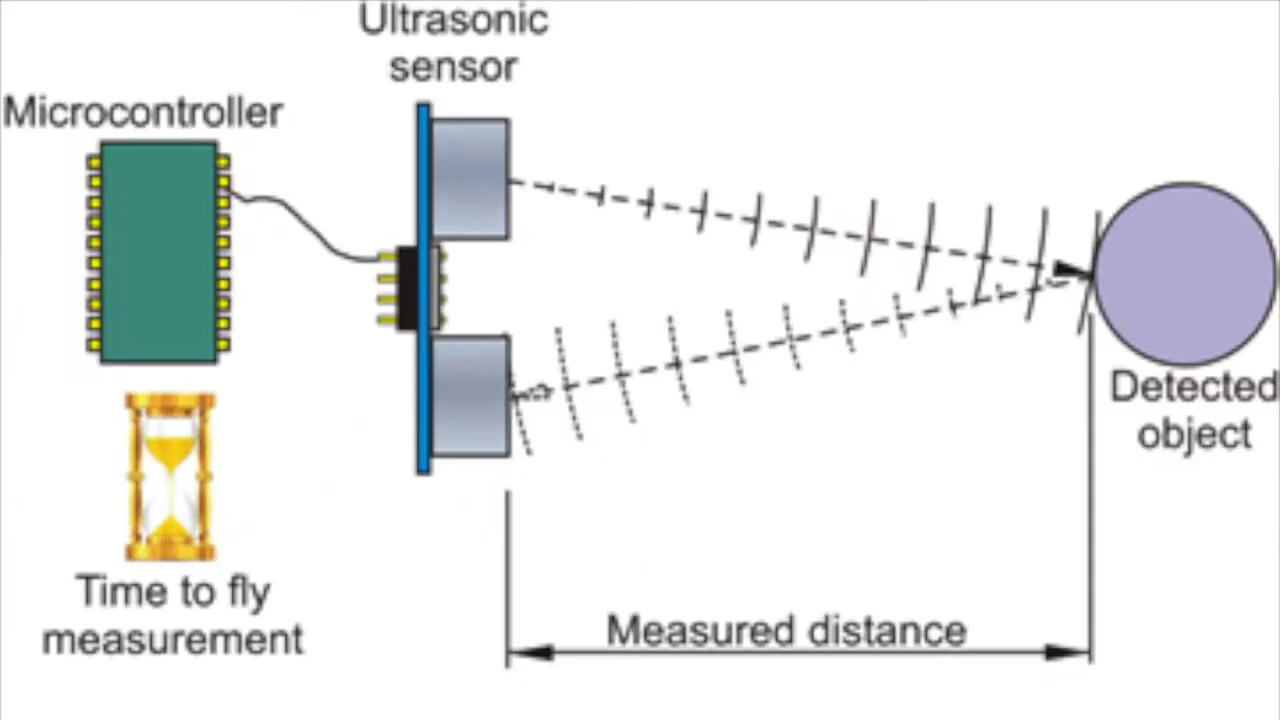 Ultrasonic
sensor
Microcontroller
Detected
object
Time to fly
measurement
Measured distance